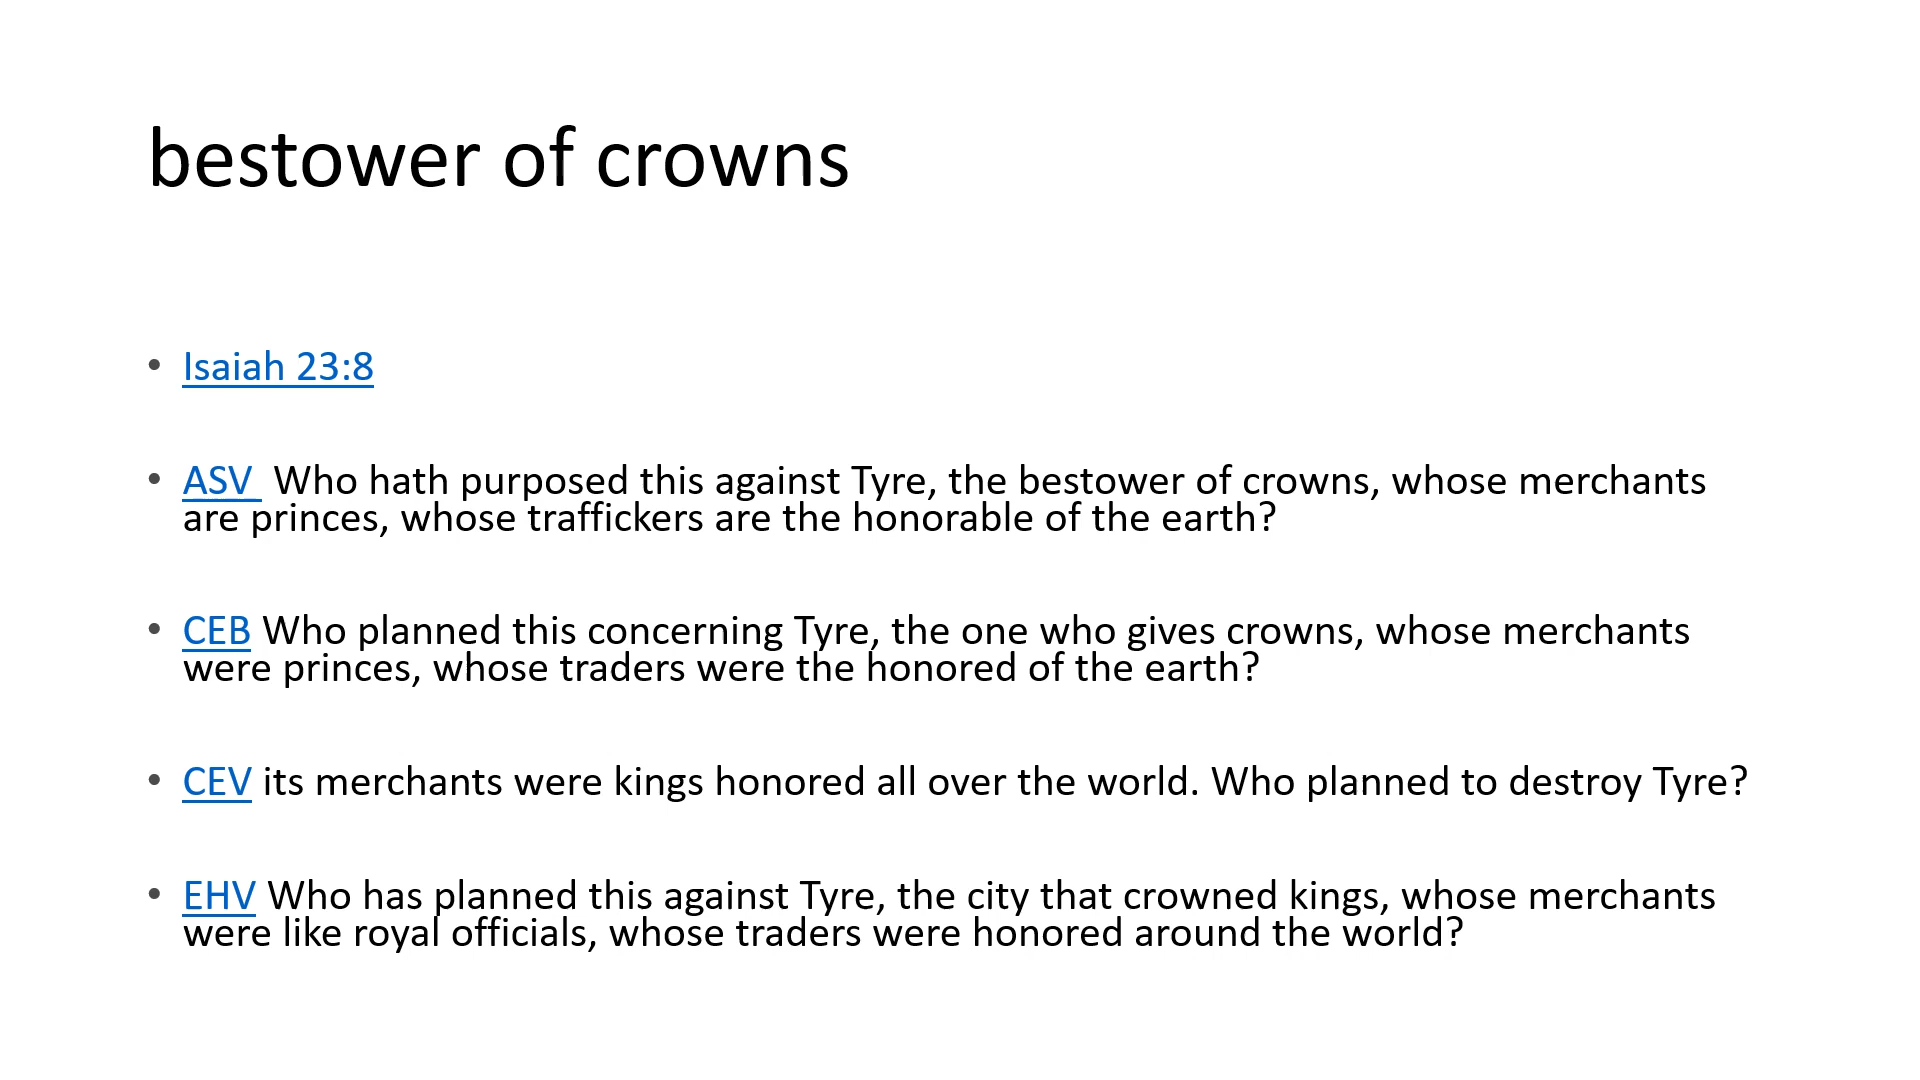 bestower of crowns
• Isaiah 23:8
• ASV  Who hath purposed this against Tyre, the bestower of crowns, whose merchants
are princes, whose traffickers are the honorable of the earth?
• CEB Who planned this concerning Tyre, the one who gives crowns, whose merchants
were princes, whose traders were the honored of the earth?
• CEV its merchants were kings honored all over the world. Who planned to destroy Tyre?
• EHV Who has planned this against Tyre, the city that crowned kings, whose merchants
were like royal officials, whose traders were honored around the world?